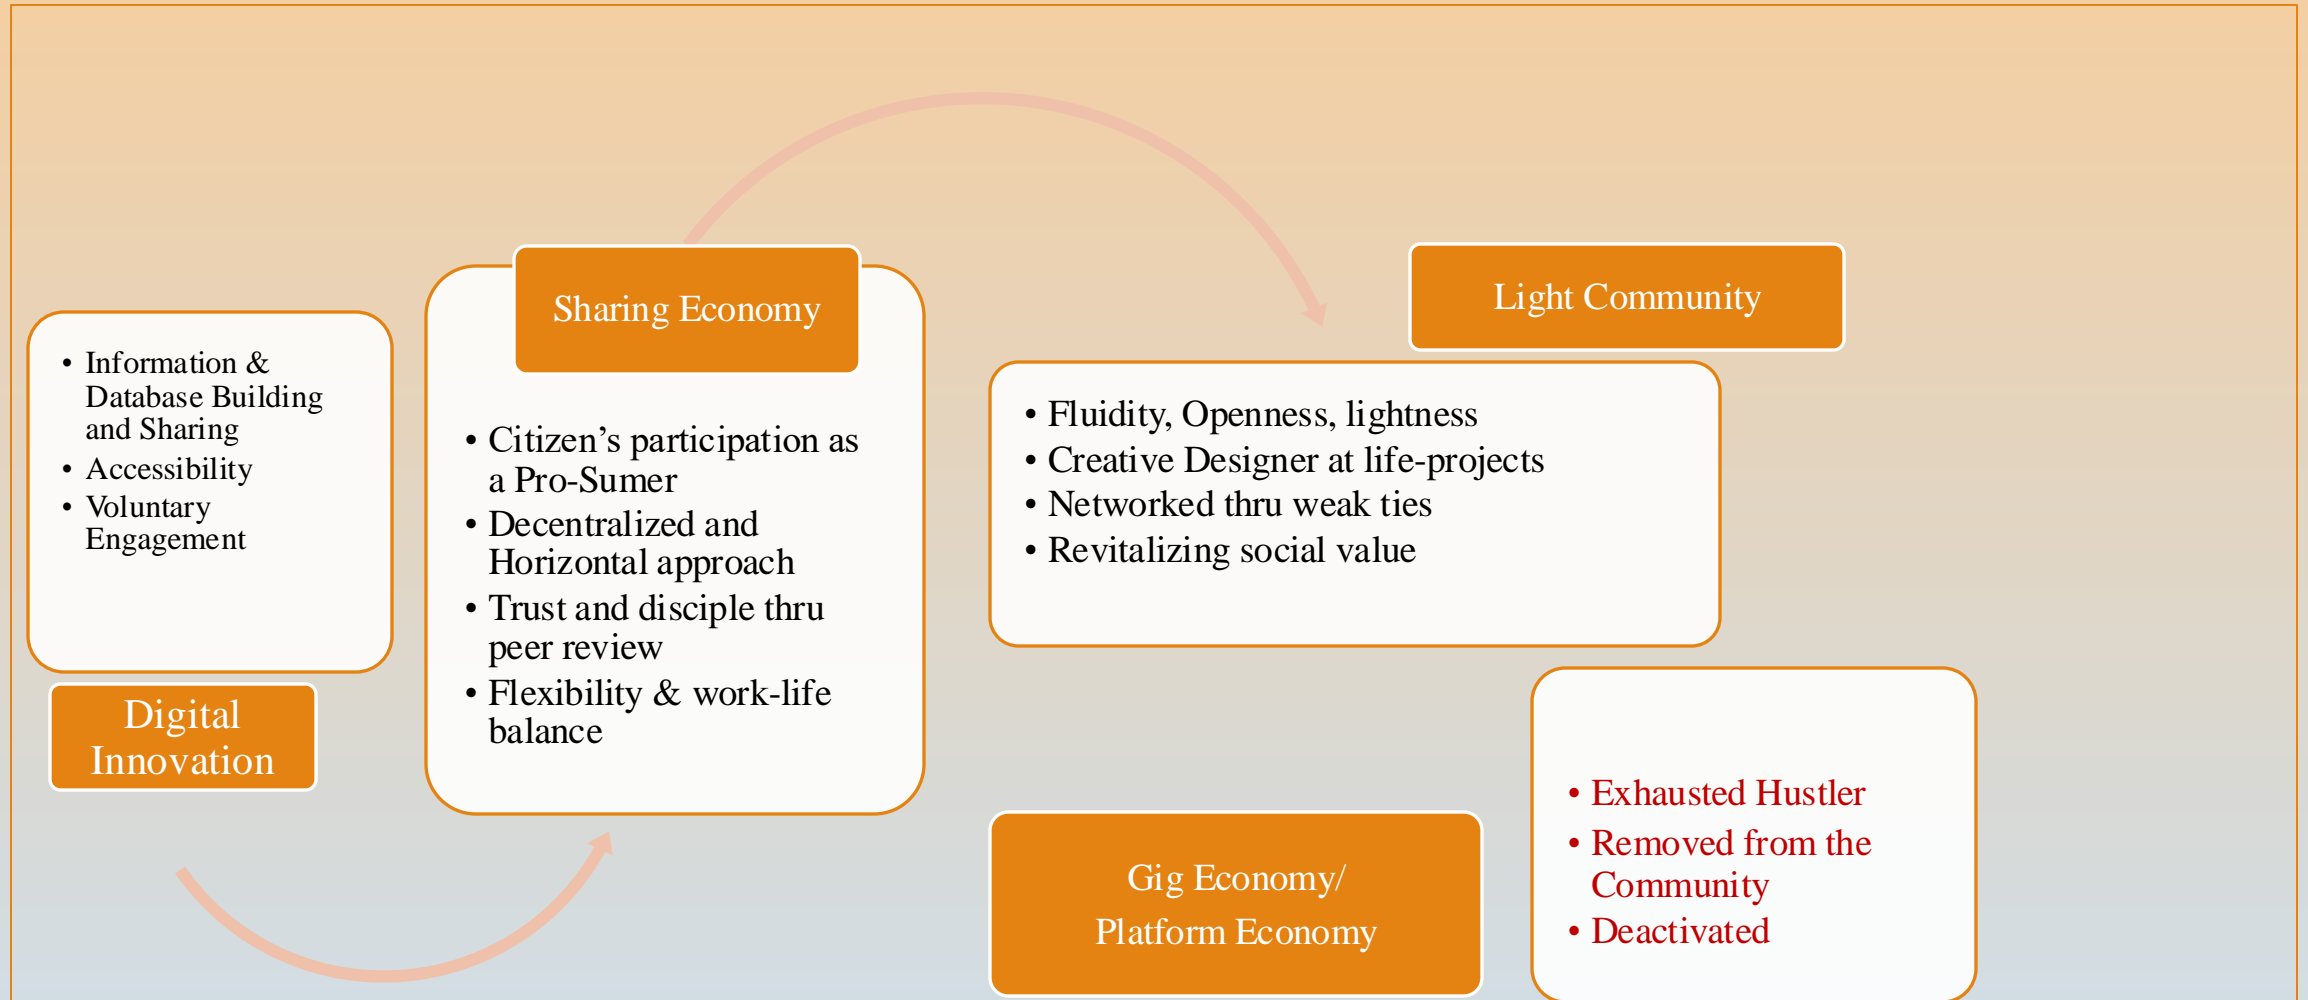 • Information &
Database Building
and Sharing
• Accessibility
• Voluntary
Engagement
Digital
Innovation
Sharing Economy
• Citizen’s participation as
a Pro-Sumer
• Decentralized and
Horizontal approach
• Trust and disciple thru
peer review
• Flexibility & work-life
balance
Light Community
• Fluidity, Openness, lightness
• Creative Designer at life-projects
• Networked thru weak ties
• Revitalizing social value
Gig Economy/
Platform Economy
• Exhausted Hustler
• Removed from the
Community
• Deactivated